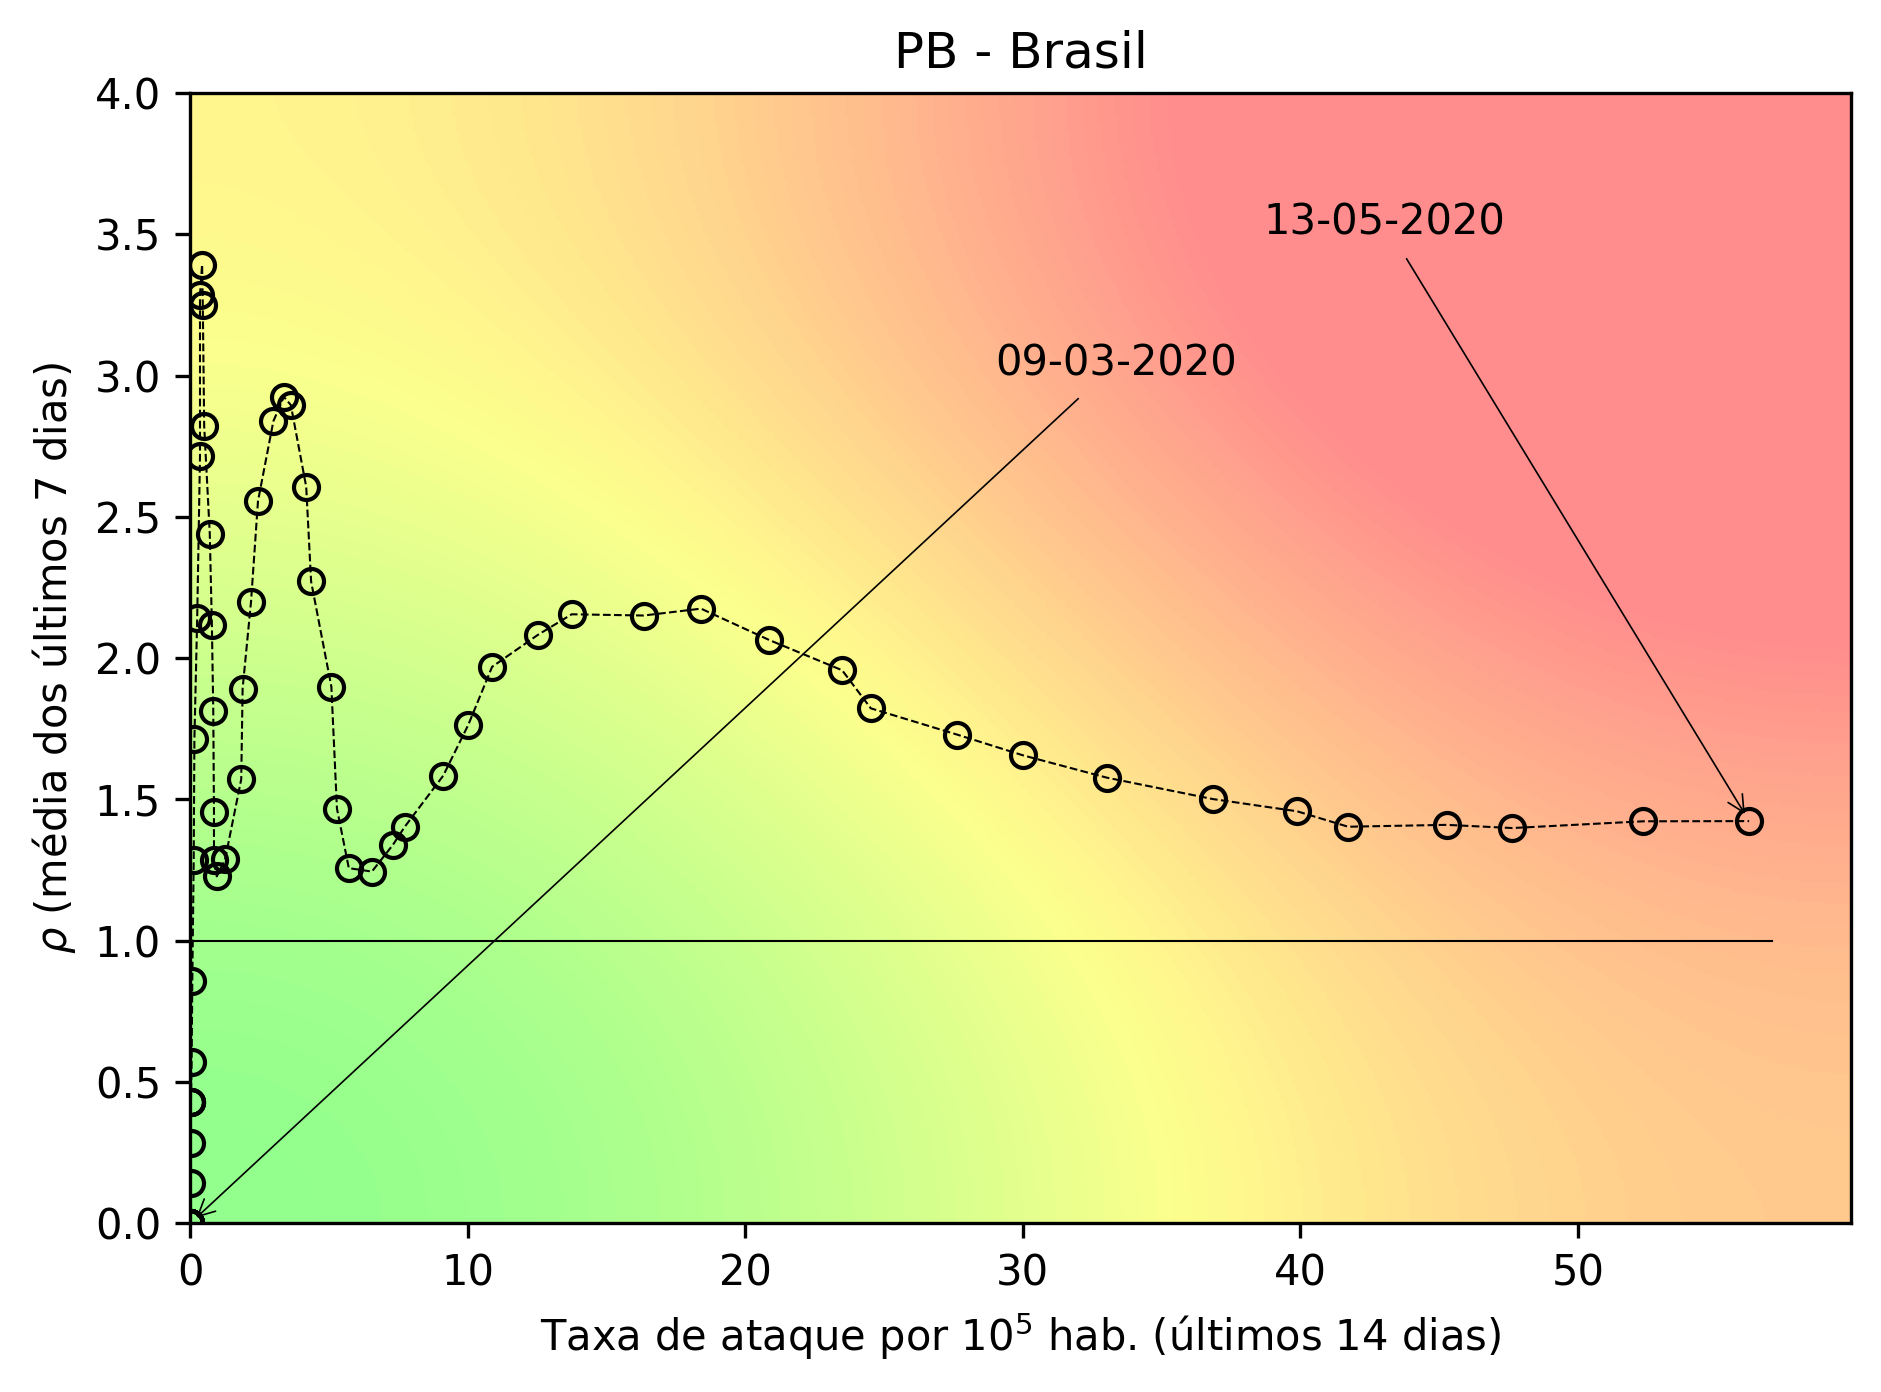 PB - Brasil
4.0
3.5
3.0
2.5
2.0
1.5
1.0
0.5
0.0
ρ (média dos últimos 7 dias)
13-05-2020
09-03-2020
0 10 20 30 40 50
Taxa de ataque por 10⁵ hab. (últimos 14 dias)